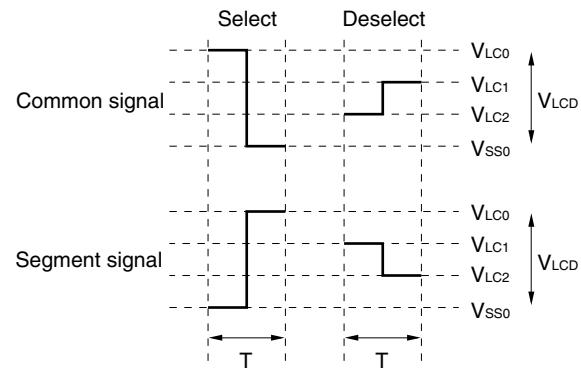 Select Deselect
VLC0
VLC1
Common signal
VLCD
VLC2
VSS0
VLC0
VLC1
Segment signal
VLCD
VLC2
VSS0
T T